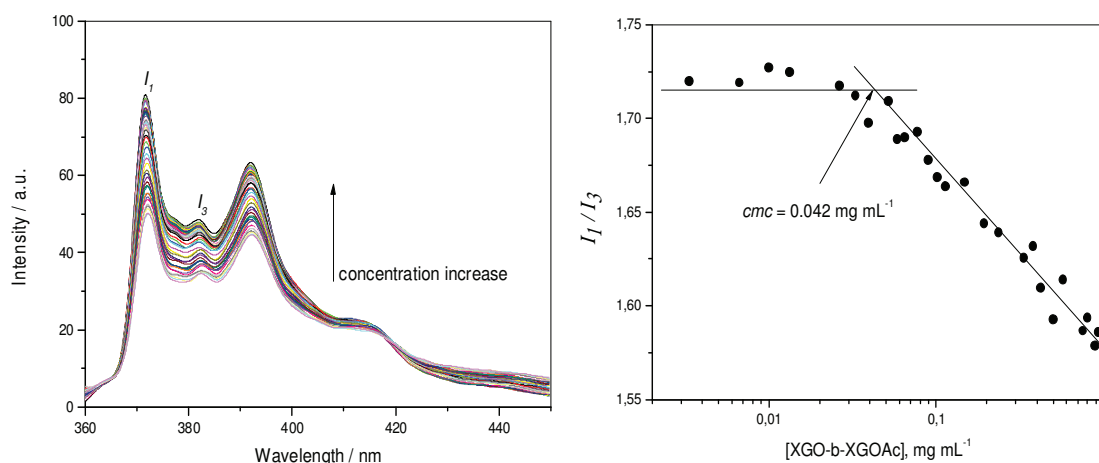 100
80
60
40
20
0
Intensity / a.u.
I1
I3
concentration increase
360
380
400
420
440
Wavelength / nm
1,75
1,70
1,65
1,60
1,55
I1 / I3
cmc = 0.042 mg mL-1
0,01
0,1
1
[XGO-b-XGOAc], mg mL-1